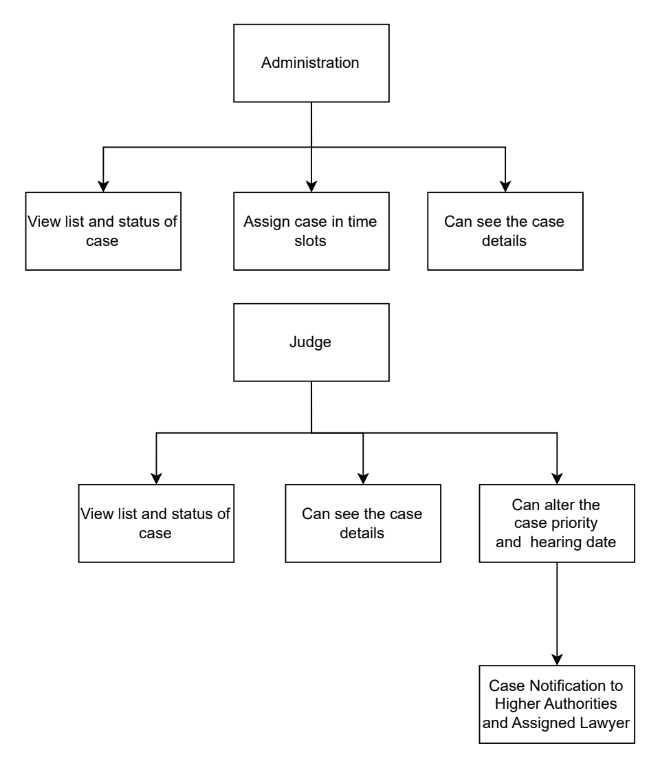 Administration
View list and status of
case
Assign case in time
slots
Can see the case
details
Judge
View list and status of
case
Can see the case
details
Can alter the
case priority
and  hearing date
Case Notification to
Higher Authorities
and Assigned Lawyer